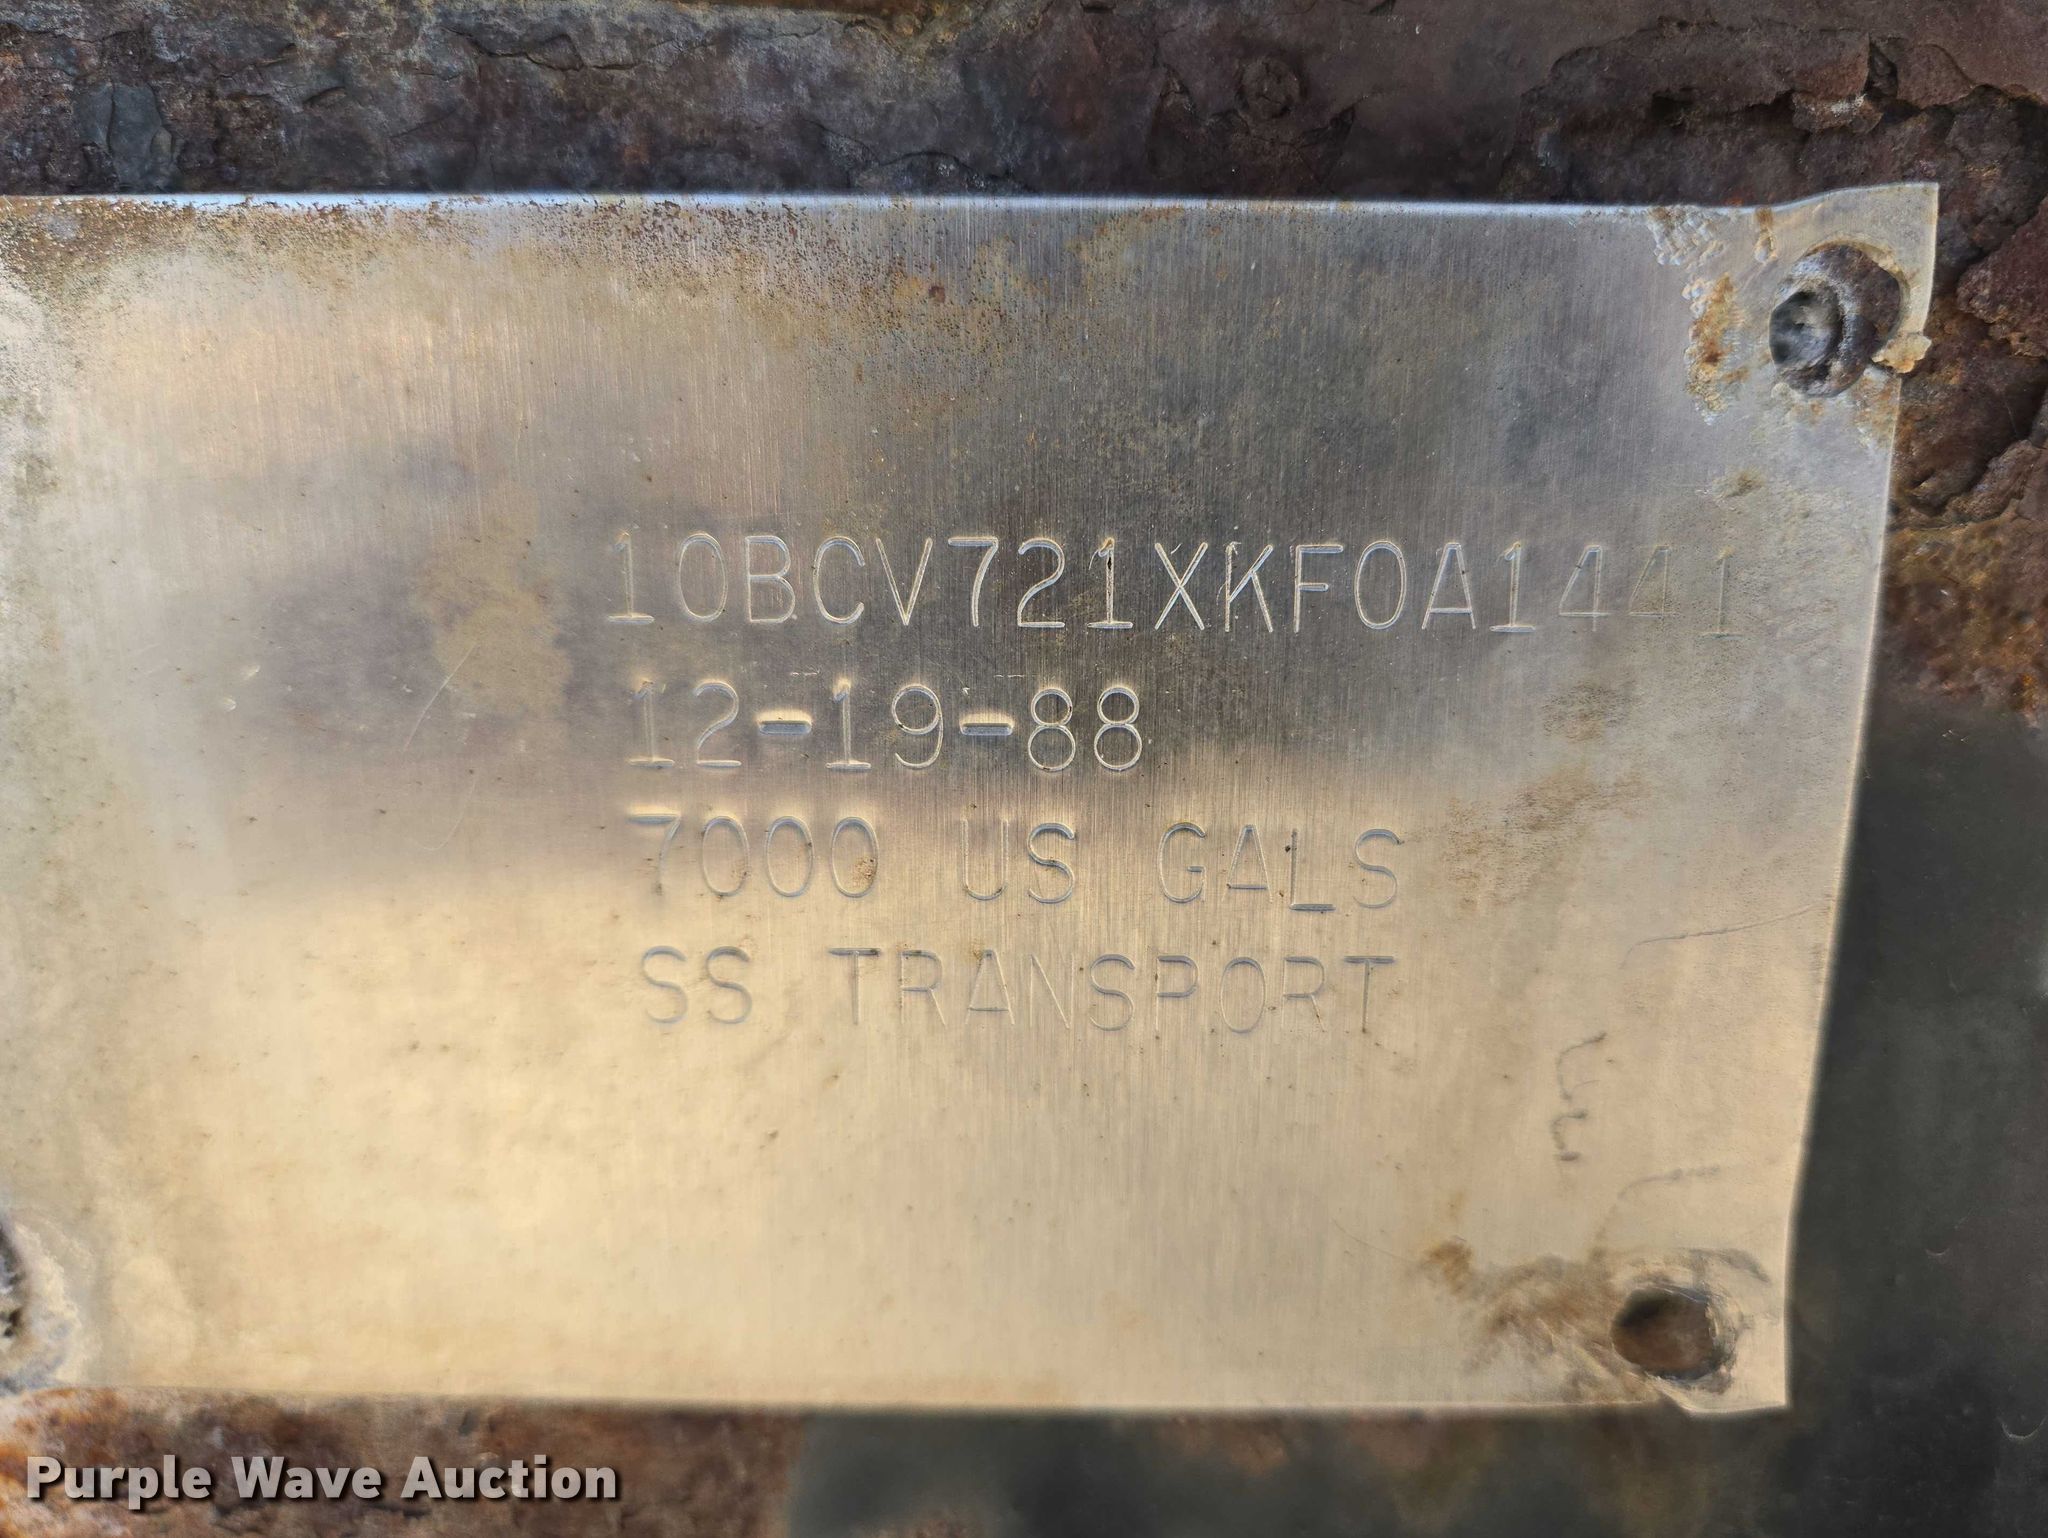 10BCV721XKF0A1441
12-19-88
7000 US GALS
SS TRANSPORT
Purple Wave Auction